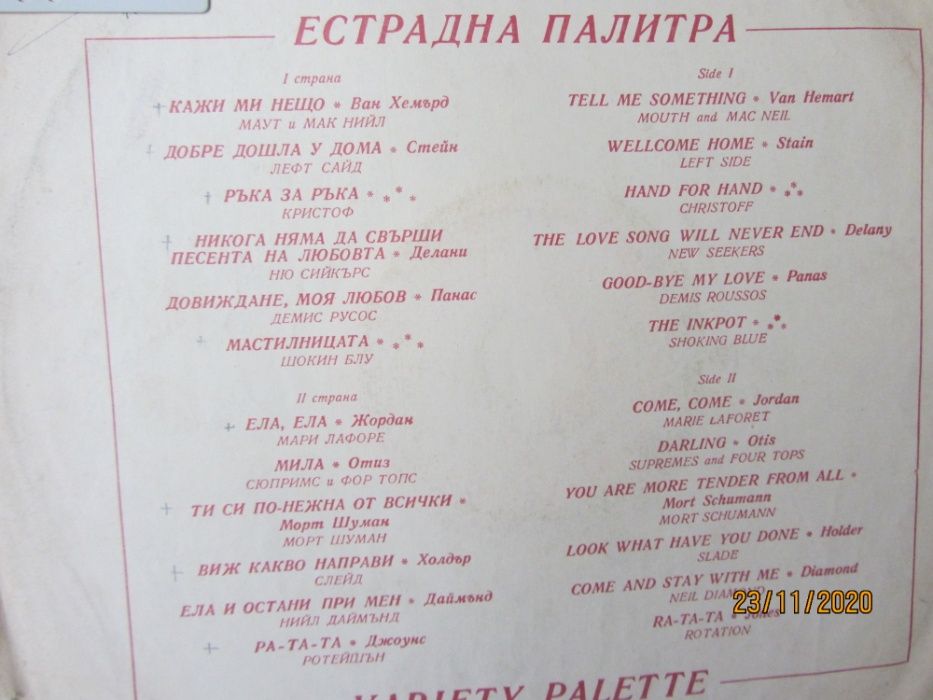 ЕСТРАДНА ПАЛИТРА
I страна
КАЖИ МИ НЕЩО * Ван Хемърд
МАУТ и МАК НИЙЛ
ДОБРЕ ДОШЛА У ДОМА * Стейн
ЛЕФТ САЙД
РЪКА ЗА РЪКА * ***
КРИСТОФ
НИКОГА НЯМА ДА СВЪРШИ
ПЕСЕНТА НА ЛЮБОВТА * Делани
НЮ СИЙКЪРС
ДОВИЖДАНЕ, МОЯ ЛЮБОВ * Панас
ДЕМИС РУСОС
МАСТИЛНИЦАТА * ***
ШОКИН БЛУ
II страна
ЕЛА, ЕЛА * Жордан
МАРИ ЛАФОРЕ
МИЛА * Отиз
СЮПРИМС и ФОР ТОПС
ТИ СИ ПО-НЕЖНА ОТ ВСИЧКИ *
Морт Шуман
МОРТ ШУМАН
ВИЖ КАКВО НАПРАВИ * Холдър
СЛЕЙД
ЕЛА И ОСТАНИ ПРИ МЕН * Даймънд
НИЙЛ ДАЙМЪНД
РА-ТА-ТА * Джоунс
РОТЕЙШЪН
Side I
TELL ME SOMETHING * Van Hemart
MOUTH and MAC NEIL
WELLCOME HOME * Stain
LEFT SIDE
HAND FOR HAND * ***
CHRISTOFF
THE LOVE SONG WILL NEVER END * Delany
NEW SEEKERS
GOOD-BYE MY LOVE * Panas
DEMIS ROUSSOS
THE INKPOT * ***
SHOKING BLUE
Side II
COME, COME * Jordan
MARIE LAFORET
DARLING * Otis
SUPREMES and FOUR TOPS
YOU ARE MORE TENDER FROM ALL *
Mort Schumann
MORT SCHUMANN
LOOK WHAT HAVE YOU DONE * Holder
SLADE
COME AND STAY WITH ME * Diamond
NEIL DIAMOND
RA-TA-TA * Jones
ROTATION
VARIETY PALETTE
23/11/2020